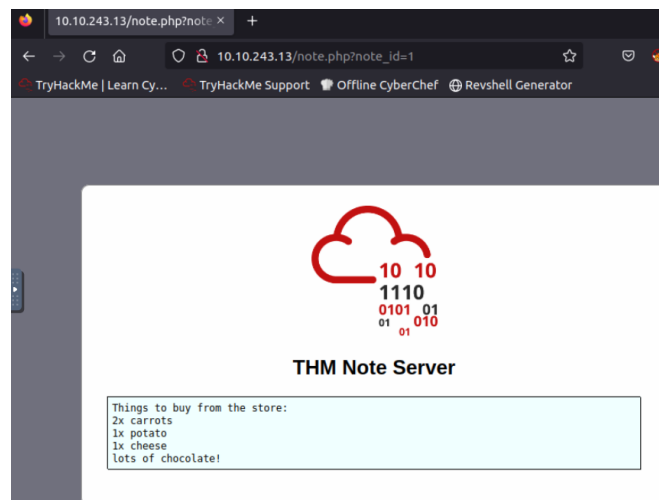 10.10.243.13/note.php?note
10.10.243.13/note.php?note_id=1
TryHackMe | Learn Cy... TryHackMe Support Offline CyberChef Revshell Generator
10 10
1110
0101 01
01 010
01
THM Note Server
Things to buy from the store:
2x carrots
1x potato
1x cheese
lots of chocolate!